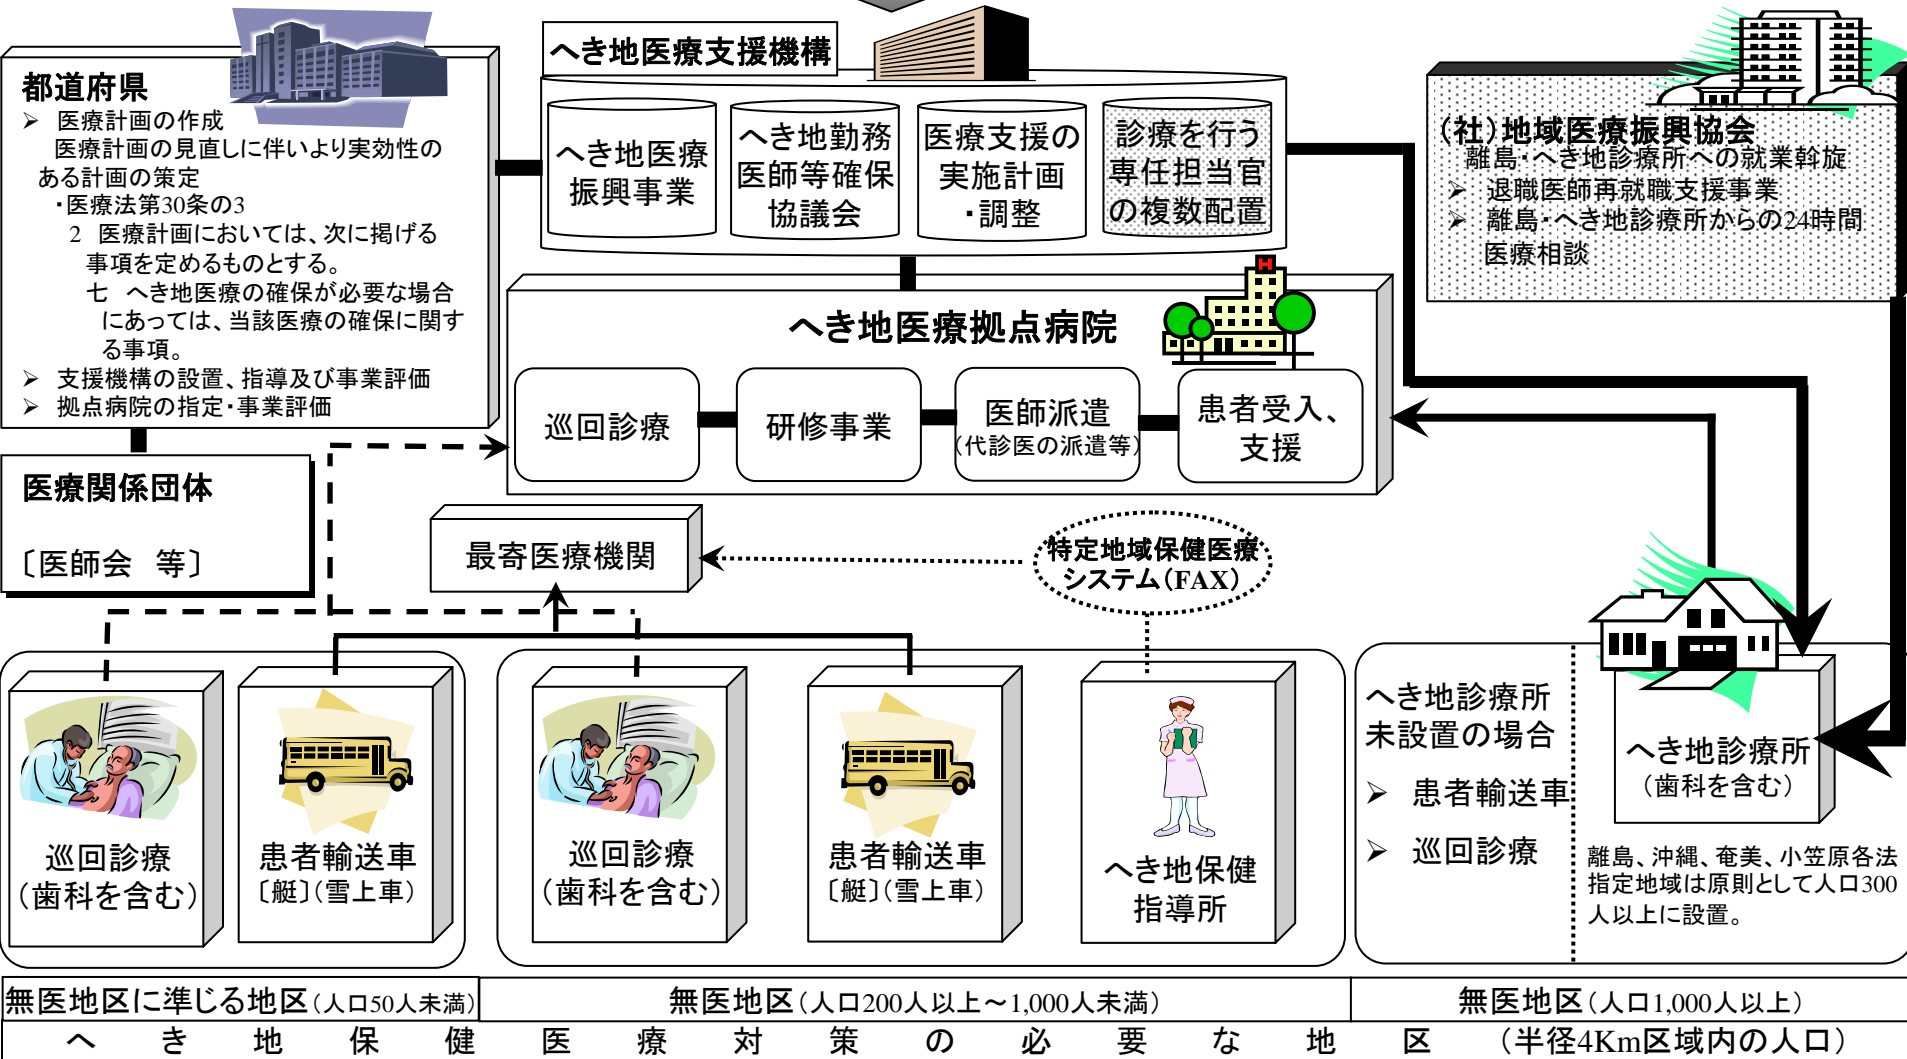 都道府県
➢ 医療計画の作成
医療計画の見直しに伴いより実効性の
ある計画の策定
・医療法第30条の3
2 医療計画においては、次に掲げる
事項を定めるものとする。
七 へき地医療の確保が必要な場合
にあっては、当該医療の確保に関す
る事項。
➢ 支援機構の設置、指導及び事業評価
➢ 拠点病院の指定・事業評価
へき地医療支援機構
へき地医療
振興事業
へき地勤務
医師等確保
協議会
医療支援の
実施計画
・調整
診療を行う
専任担当官
の複数配置
(社)地域医療振興協会
離島・へき地診療所への就業斡旋
➢ 退職医師再就職支援事業
➢ 離島・へき地診療所からの24時間
医療相談
H
へき地医療拠点病院
巡回診療
研修事業
医師派遣
(代診医の派遣等)
患者受入、
支援
医療関係団体
〔医師会 等〕
最寄医療機関
特定地域保健医療
システム(FAX)
巡回診療
(歯科を含む)
患者輸送車
〔艇〕(雪上車)
巡回診療
(歯科を含む)
患者輸送車
〔艇〕(雪上車)
へき地保健
指導所
へき地診療所
未設置の場合
➢ 患者輸送車
➢ 巡回診療
へき地診療所
(歯科を含む)
離島、沖縄、奄美、小笠原各法
指定地域は原則として人口300
人以上に設置。
無医地区に準じる地区(人口50人未満)
無医地区(人口200人以上～1,000人未満)
無医地区(人口1,000人以上)
へき地保健医療対策の必要な地区 (半径4Km区域内の人口)